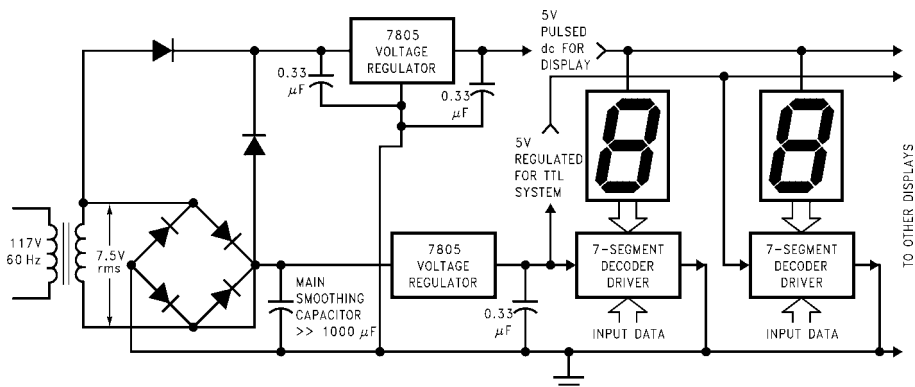 7805
VOLTAGE
REGULATOR
0.33
μF
0.33
μF
5V
PULSED
dc FOR
DISPLAY
5V
REGULATED
FOR TTL
SYSTEM
117V
60 Hz
7.5V
rms
MAIN
SMOOTHING
CAPACITOR
>> 1000 μF
7805
VOLTAGE
REGULATOR
0.33
μF
8
7-SEGMENT
DECODER
DRIVER
INPUT DATA
8
7-SEGMENT
DECODER
DRIVER
INPUT DATA
TO OTHER DISPLAYS